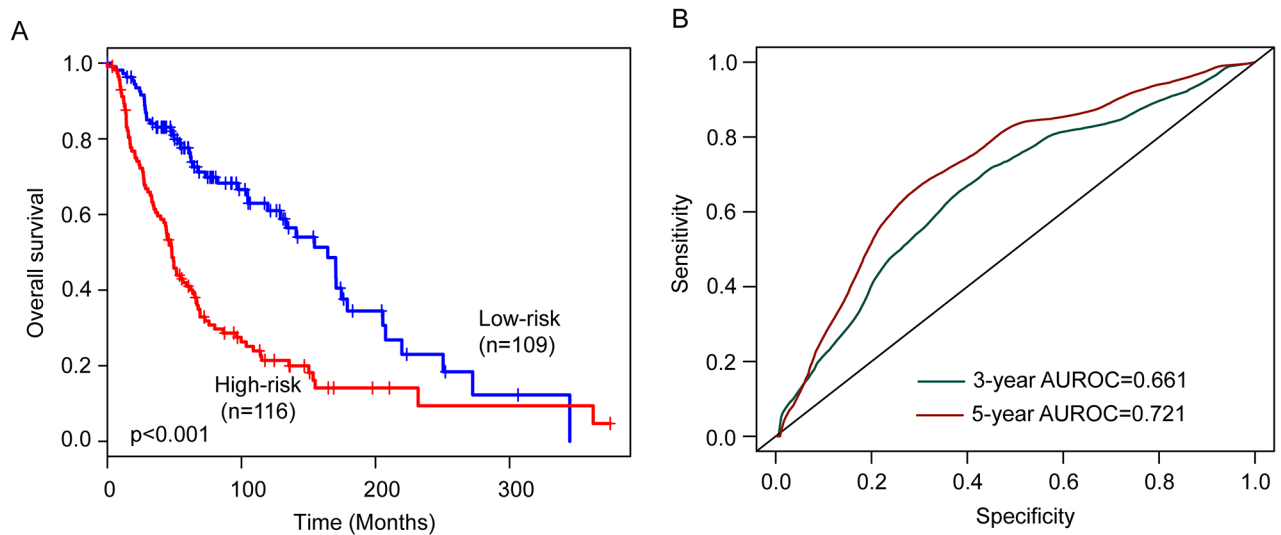 A
Overall survival
1.0
0.8
0.6
0.4
0.2
0.0
Low-risk
(n=109)
High-risk
(n=116)
p<0.001
0
100
200
300
Time (Months)
B
Sensitivity
1.0
0.8
0.6
0.4
0.2
0.0
3-year AUROC=0.661
5-year AUROC=0.721
0.0
0.2
0.4
0.6
0.8
1.0
Specificity